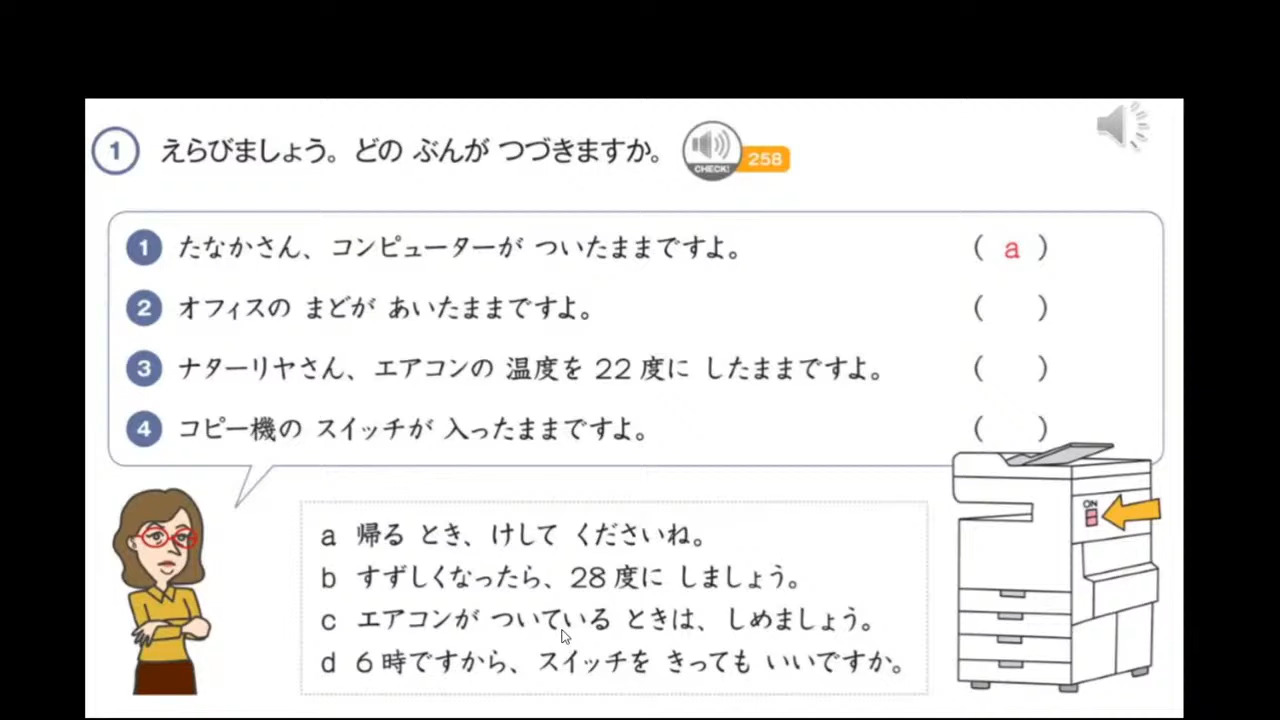 1 えらびましょう。どの ぶんが つづきますか。 CHECK! 258
1 たなかさん、コンピューターが ついたままですよ。 ( a )
2 オフィスの まどが あいたままですよ。 ( )
3 ナターリヤさん、エアコンの 温度を 22 度に したままですよ。 ( )
4 コピー機の スイッチが 入ったままですよ。 ( )
ON
a 帰る とき、けして くださいね。
b すずしくなったら、28 度に しましょう。
c エアコンが ついている ときは、しめましょう。
d 6 時ですから、スイッチを きっても いいですか。